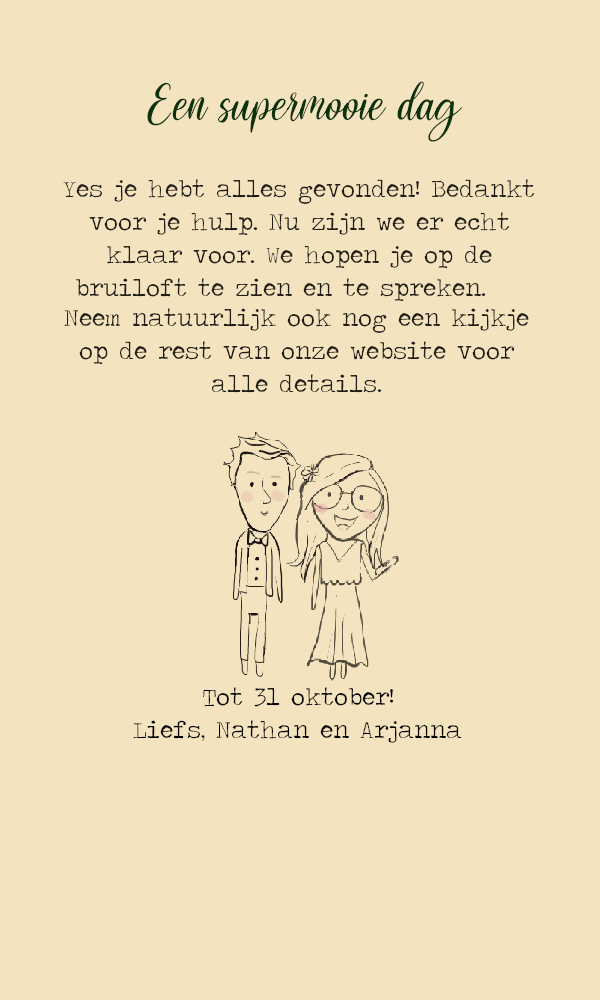 Een supermooie dag
Yes je hebt alles gevonden! Bedankt
voor je hulp. Nu zijn we er echt
klaar voor. We hopen je op de
bruiloft te zien en te spreken.
Neem natuurlijk ook nog een kijkje
op de rest van onze website voor
alle details.
Tot 31 oktober!
Liefs, Nathan en Arjanna